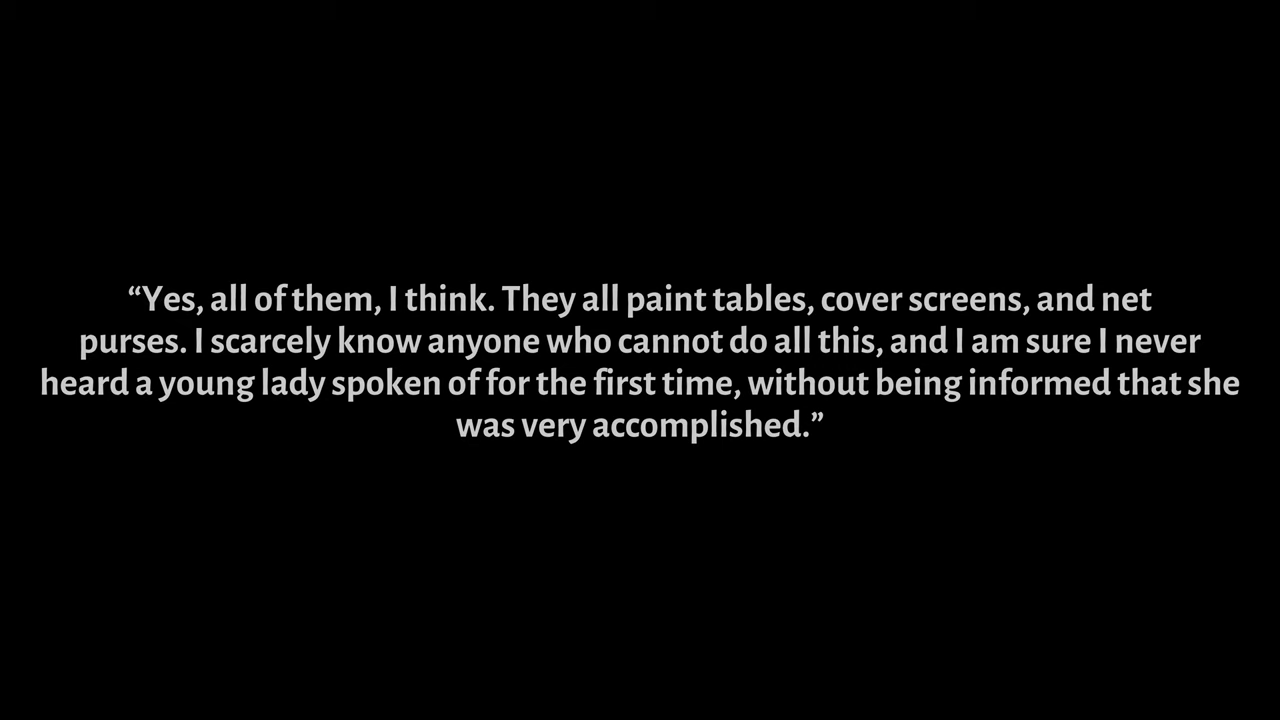 “Yes, all of them, I think. They all paint tables, cover screens, and net
purses. I scarcely know anyone who cannot do all this, and I am sure I never
heard a young lady spoken of for the first time, without being informed that she
was very accomplished.”